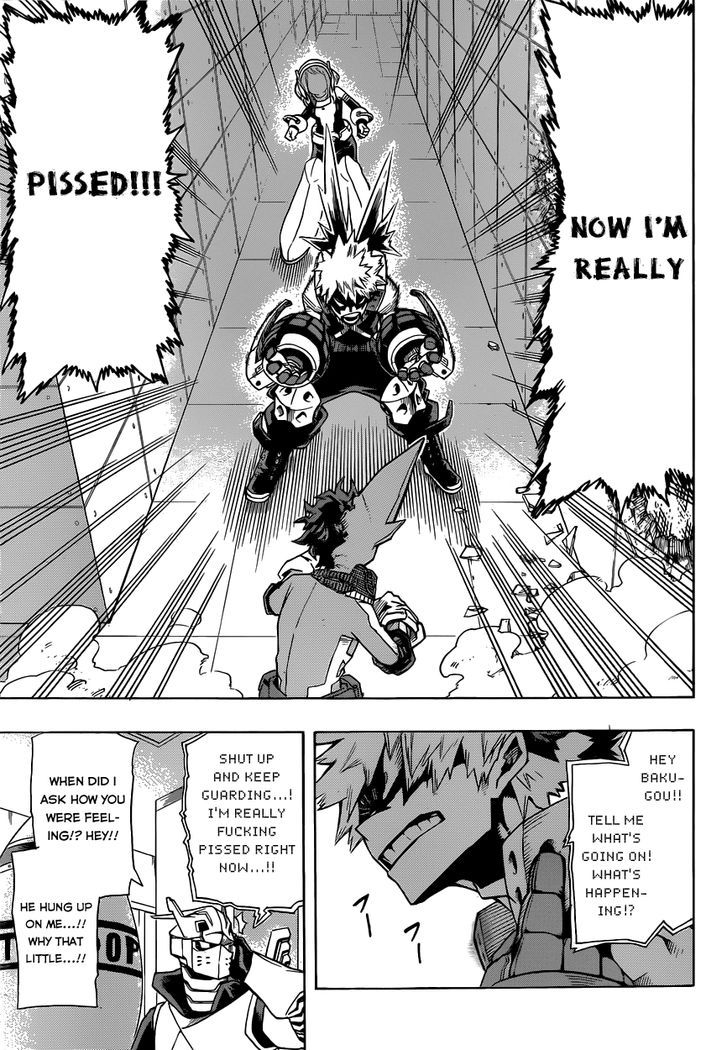 NOW I'M
REALLY
PISSED!!!
HEY
BAKU-
GOU!!
TELL ME
WHAT'S
GOING ON!
WHAT'S
HAPPEN-
ING!?
SHUT UP
AND KEEP
GUARDING...!
I'M REALLY
FUCKING
PISSED RIGHT
NOW...!!
WHEN DID I
ASK HOW YOU
WERE FEEL-
ING!? HEY!!
HE HUNG UP
ON ME...!!
WHY THAT
LITTLE...!!